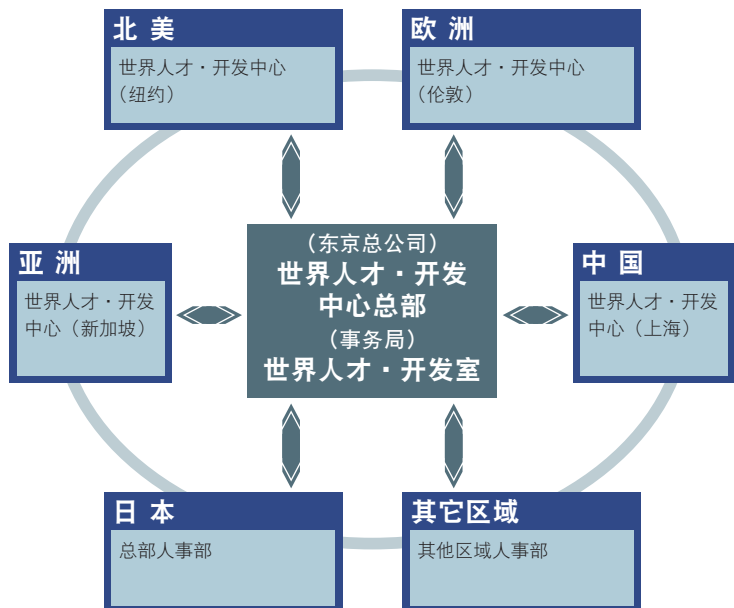 北 美
世界人才·开发中心
（纽约）
欧 洲
世界人才·开发中心
（伦敦）
亚 洲
世界人才·开发
中心（新加坡）
（东京总公司）
世界人才·开发
中心总部
（事务局）
世界人才·开发室
中 国
世界人才·开发
中心（上海）
日 本
总部人事部
其它区域
其他区域人事部